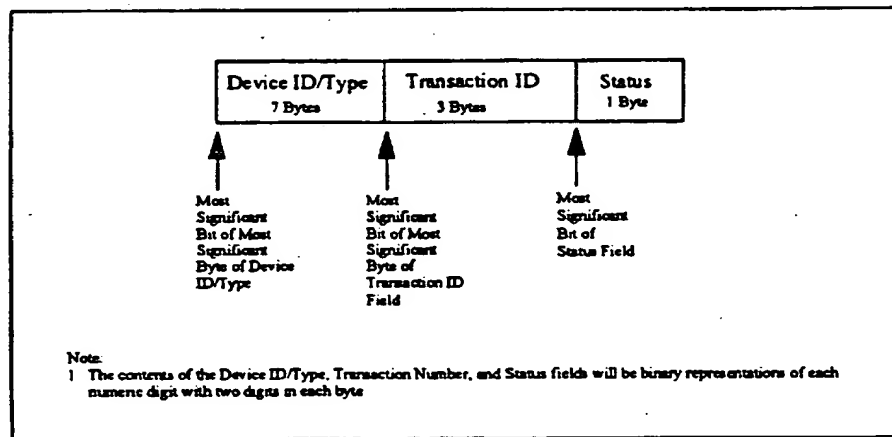 Device ID/Type Transaction ID Status
7 Bytes 3 Bytes 1 Byte
Most
Significant
Bit of Most
Significant
Byte of Device
ID/Type
Most
Significant
Bit of Most
Significant
Byte of
Transaction ID
Field
Most
Significant
Bit of
Status Field
Note:
1 The contents of the Device ID/Type, Transaction Number, and Status fields will be binary representations of each
numeric digit with two digits in each byte